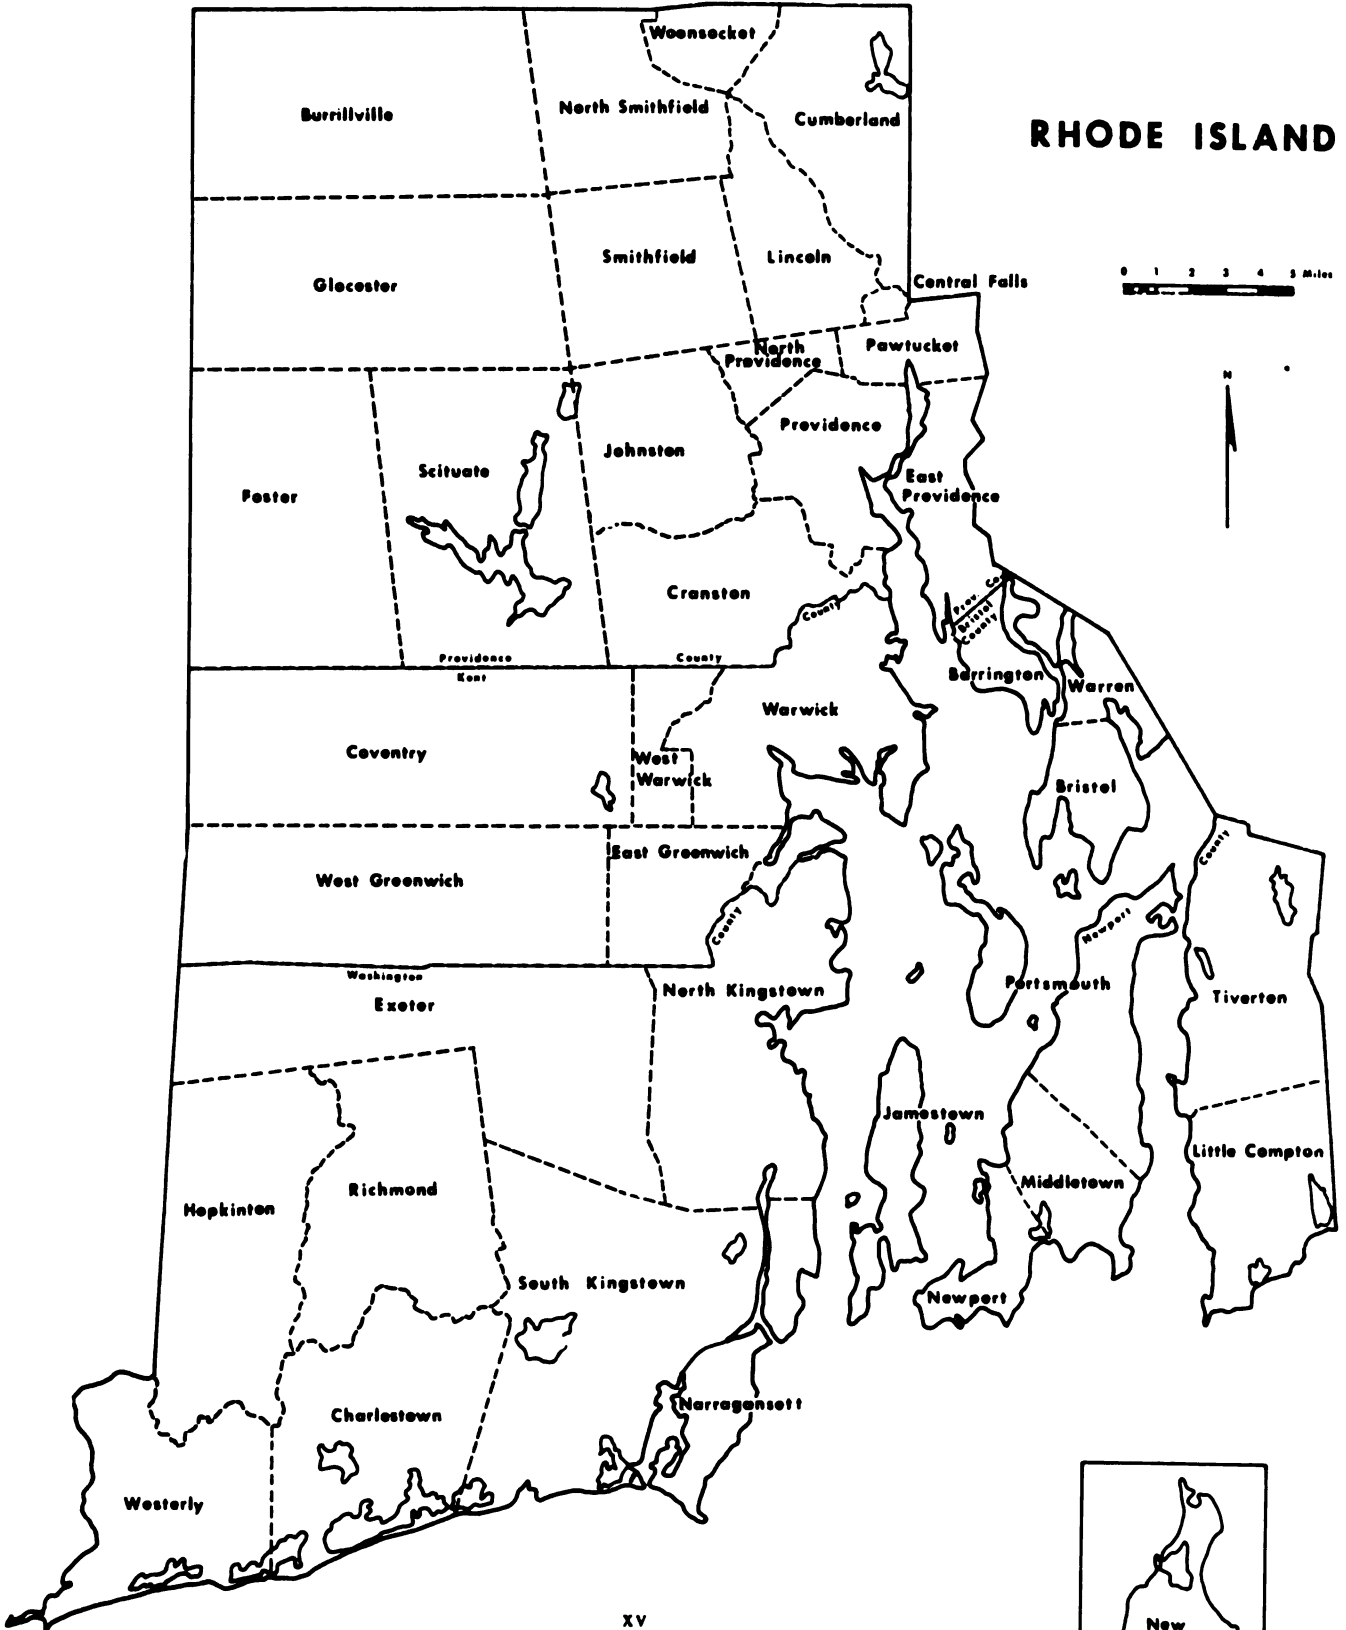 Woonsocket
Burrillville
North Smithfield
Cumberland
RHODE ISLAND
Glocester
Smithfield
Lincoln
Central Falls
0 1 2 3 4 5 Miles
North
Providence
Pawtucket
N
Foster
Scituate
Johnston
Providence
East
Providence
Cranston
County
Prov. Co.
Bristol
County
Providence
County
Kent
Barrington
Warren
Coventry
West
Warwick
Warwick
Bristol
County
West Greenwich
East Greenwich
County
Newport
Washington
Exeter
North Kingstown
Portsmouth
Tiverton
Jamestown
Little Compton
Hopkinton
Richmond
Middletown
South Kingstown
Newport
Charlestown
Narragansett
Westerly
XV
New